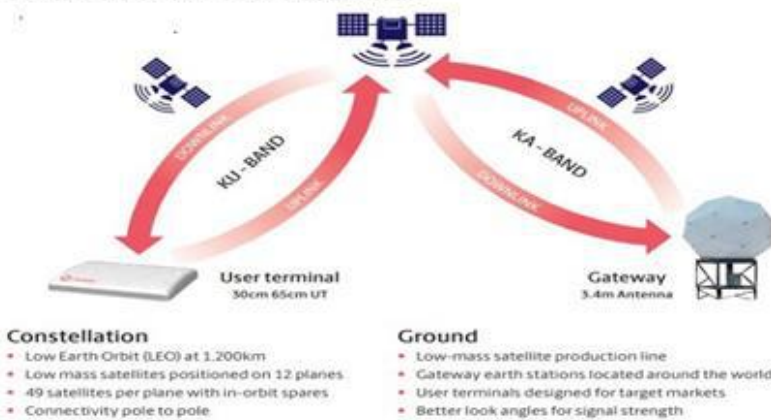 DOWNLINK
KU - BAND
UPLINK
UPLINK
KA - BAND
DOWNLINK
User terminal
30cm 65cm UT
Gateway
3.4m Antenna
Constellation
• Low Earth Orbit (LEO) at 1,200km
• Low mass satellites positioned on 12 planes
• 49 satellites per plane with in-orbit spares
• Connectivity pole to pole
Ground
• Low-mass satellite production line
• Gateway earth stations located around the world
• User terminals designed for target markets
• Better look angles for signal strength